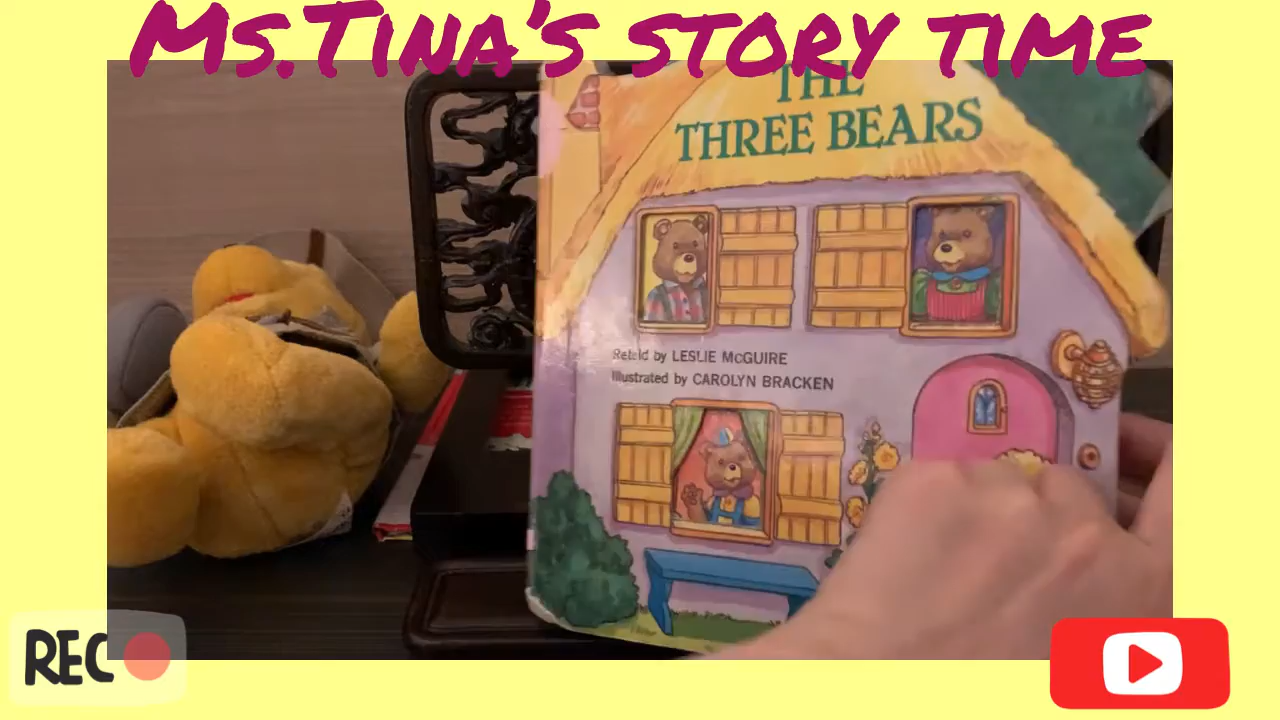 Ms.Tina's story time
THE
THREE BEARS
Retold by LESLIE McGUIRE
Illustrated by CAROLYN BRACKEN
REC